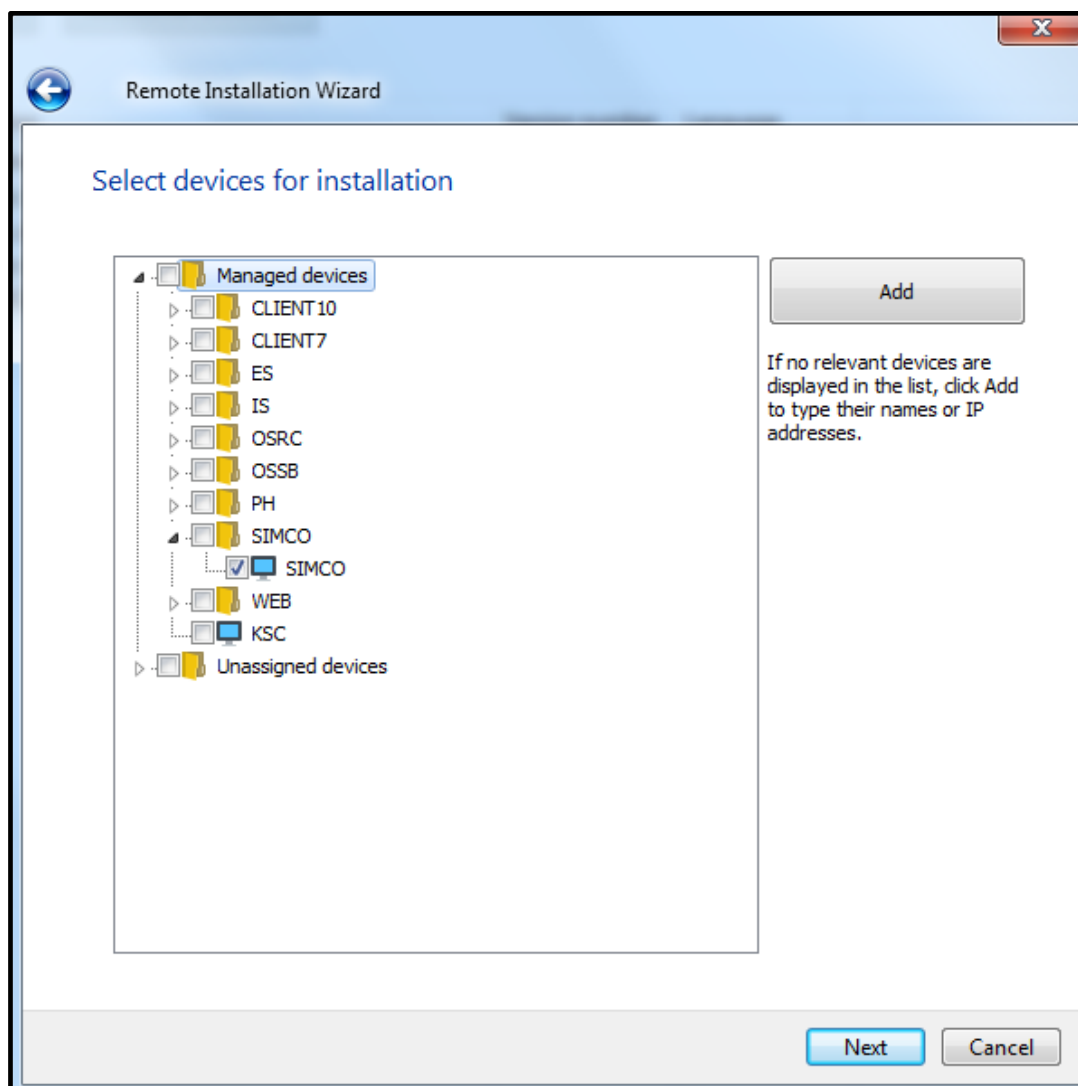 Remote Installation Wizard
Select devices for installation
Managed devices
CLIENT10
CLIENT7
ES
IS
OSRC
OSSB
PH
SIMCO
SIMCO
WEB
KSC
Unassigned devices
Add
If no relevant devices are
displayed in the list, click Add
to type their names or IP
addresses.
Next
Cancel